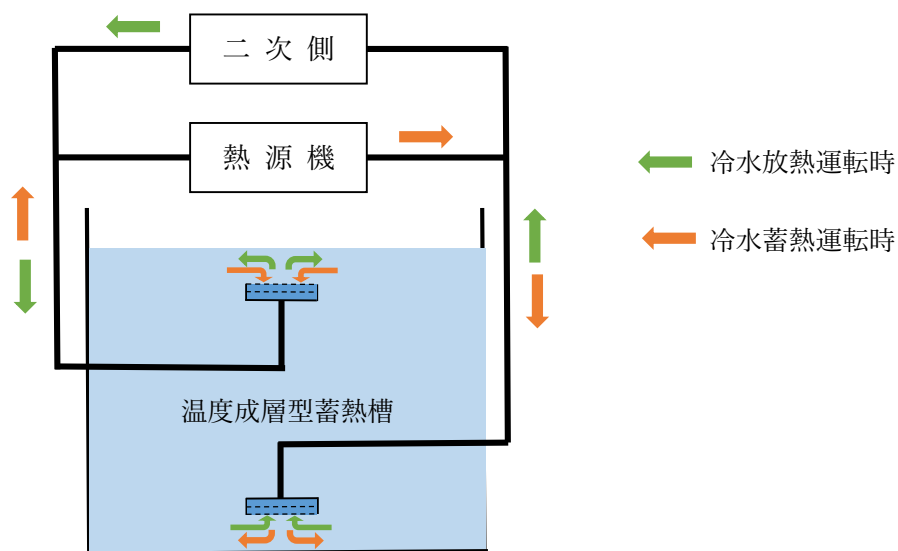 二 次 側
熱 源 機
冷水放熱運転時
冷水蓄熱運転時
温度成層型蓄熱槽